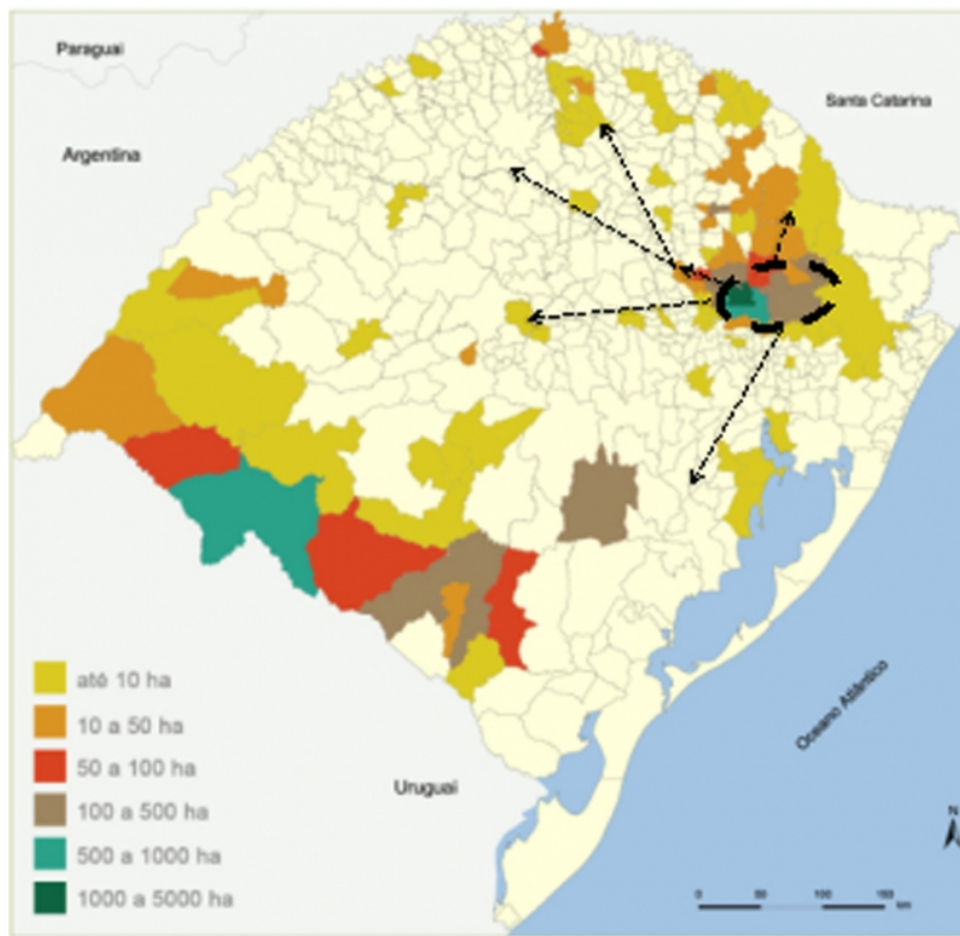 Paraguai
Santa Catarina
Argentina
Oceano Atlântico
Uruguai
até 10 ha
10 a 50 ha
50 a 100 ha
100 a 500 ha
500 a 1000 ha
1000 a 5000 ha
N
0 50 100 150
km